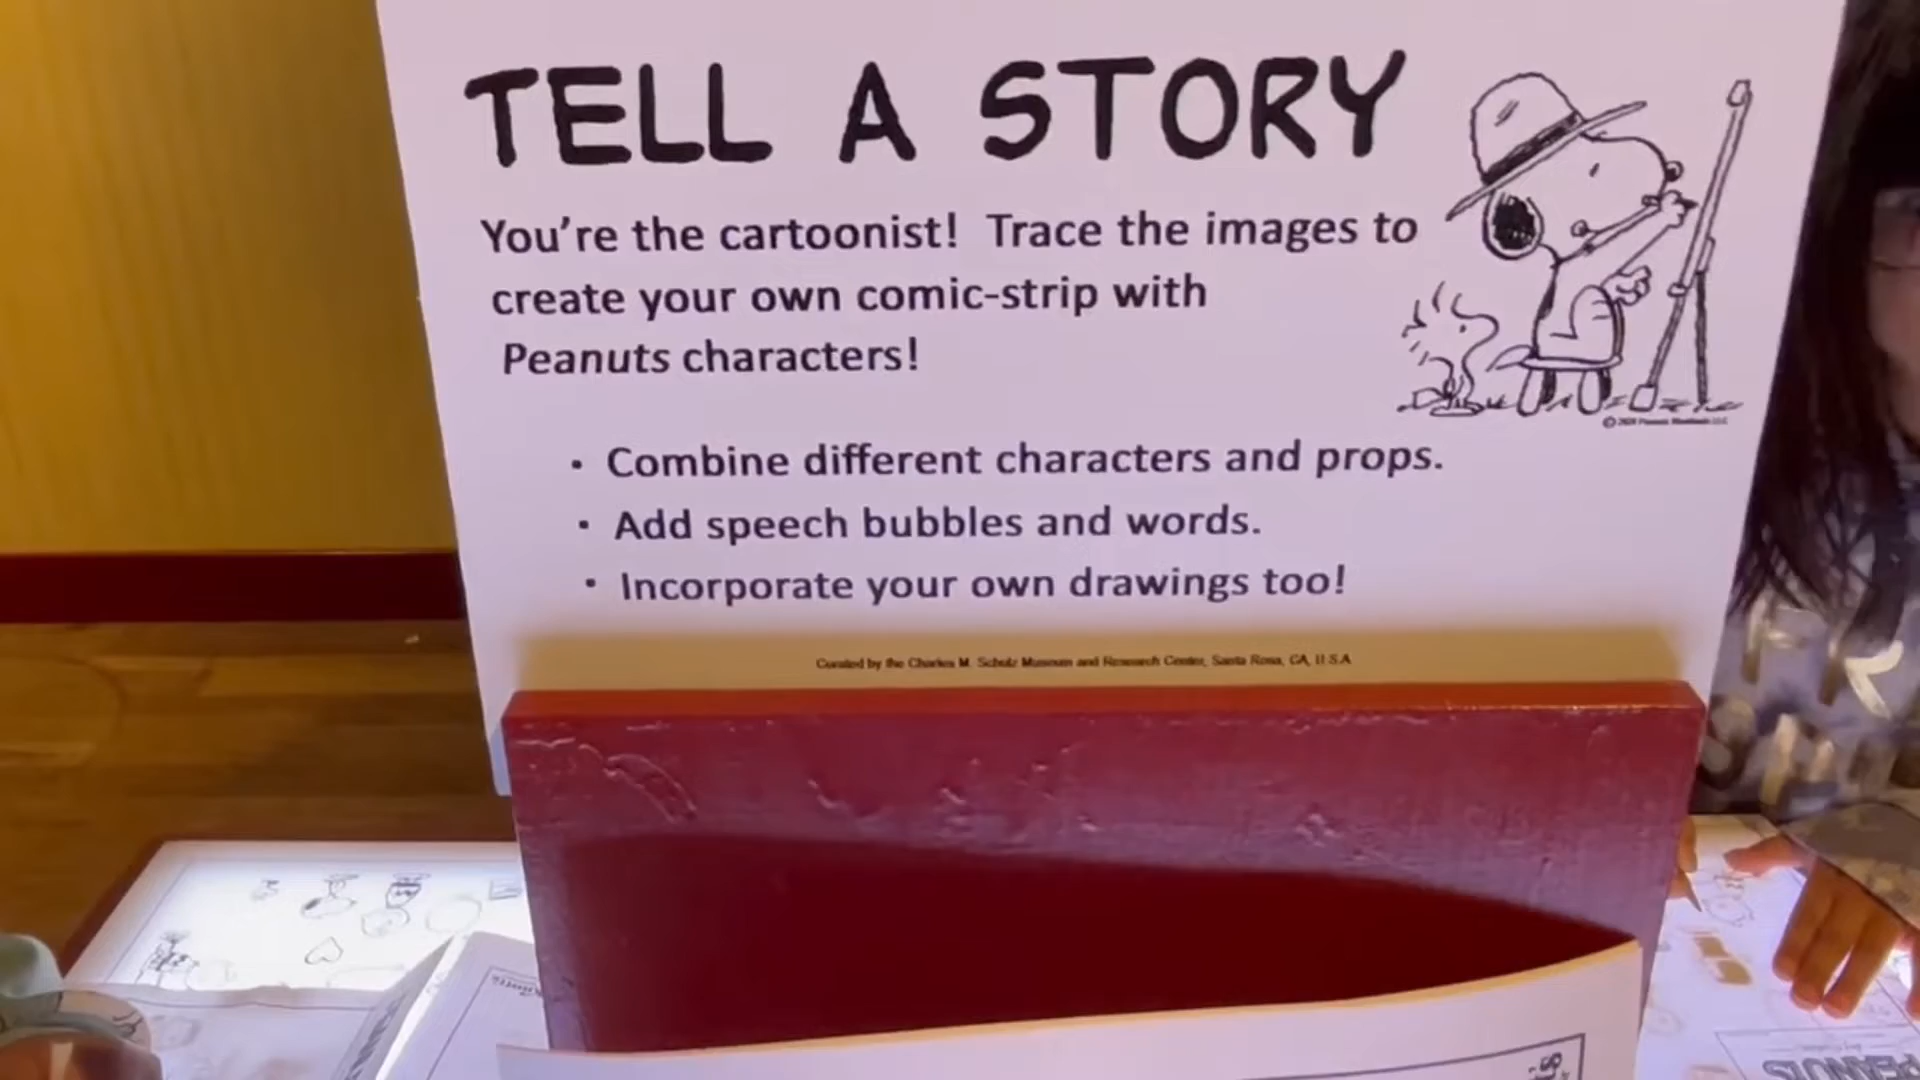 TELL A STORY
You're the cartoonist! Trace the images to
create your own comic-strip with
Peanuts characters!
• Combine different characters and props.
• Add speech bubbles and words.
• Incorporate your own drawings too!
Curated by the Charles M. Schulz Museum and Research Center, Santa Rosa, CA, U.S.A
PEANUTS